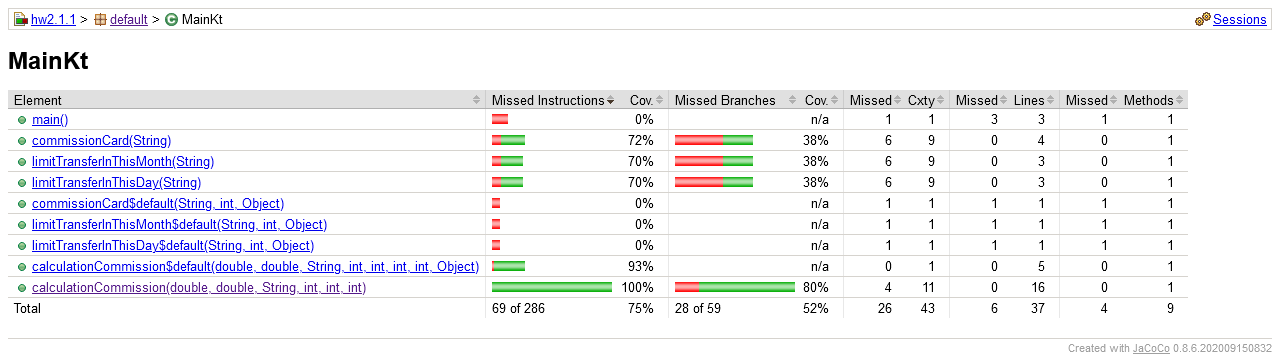 hw2.1.1 > default > MainKt Sessions
MainKt
Element Missed Instructions Cov. Missed Branches Cov. Missed Cxty Missed Lines Missed Methods
main() 0% n/a 1 1 3 3 1 1
commissionCard(String) 72% 38% 6 9 0 4 0 1
limitTransferInThisMonth(String) 70% 38% 6 9 0 3 0 1
limitTransferInThisDay(String) 70% 38% 6 9 0 3 0 1
commissionCard$default(String, int, Object) 0% n/a 1 1 1 1 1 1
limitTransferInThisMonth$default(String, int, Object) 0% n/a 1 1 1 1 1 1
limitTransferInThisDay$default(String, int, Object) 0% n/a 1 1 1 1 1 1
calculationCommission$default(double, double, String, int, int, int, int, Object) 93% n/a 0 1 0 5 0 1
calculationCommission(double, double, String, int, int, int) 100% 80% 4 11 0 16 0 1
Total 69 of 286 75% 28 of 59 52% 26 43 6 37 4 9
Created with JaCoCo 0.8.6.202009150832